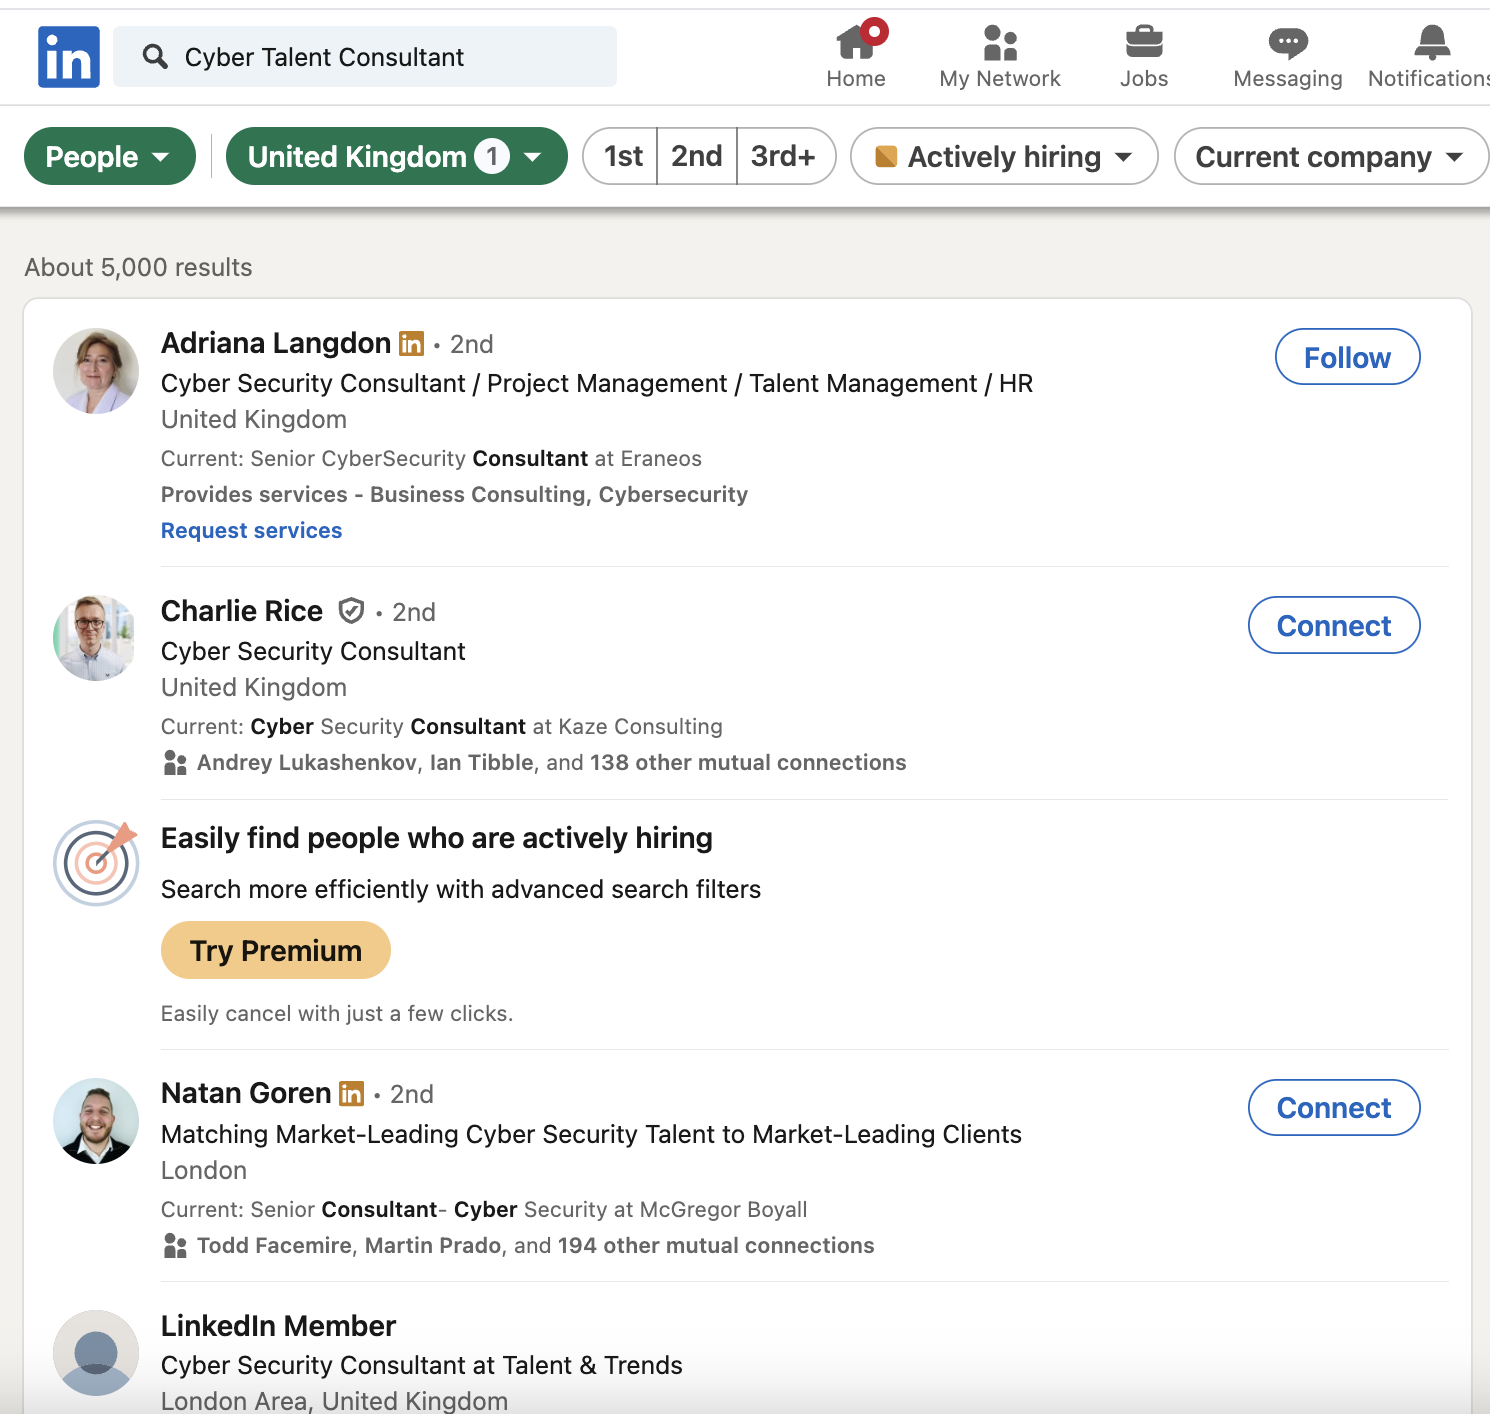 in Cyber Talent Consultant Home My Network Jobs Messaging Notifications
People United Kingdom 1 1st 2nd 3rd+ Actively hiring Current company
About 5,000 results
Adriana Langdon in • 2nd Follow
Cyber Security Consultant / Project Management / Talent Management / HR
United Kingdom
Current: Senior CyberSecurity Consultant at Eraneos
Provides services - Business Consulting, Cybersecurity
Request services
Charlie Rice • 2nd Connect
Cyber Security Consultant
United Kingdom
Current: Cyber Security Consultant at Kaze Consulting
Andrey Lukashenkov, Ian Tibble, and 138 other mutual connections
Easily find people who are actively hiring
Search more efficiently with advanced search filters
Try Premium
Easily cancel with just a few clicks.
Natan Goren in • 2nd Connect
Matching Market-Leading Cyber Security Talent to Market-Leading Clients
London
Current: Senior Consultant- Cyber Security at McGregor Boyall
Todd Facemire, Martin Prado, and 194 other mutual connections
LinkedIn Member
Cyber Security Consultant at Talent & Trends
London Area, United Kingdom